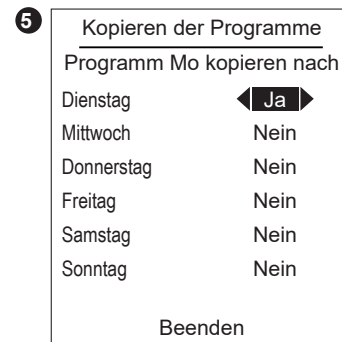 5
Kopieren der Programme
Programm Mo kopieren nach
Dienstag Ja
Mittwoch Nein
Donnerstag Nein
Freitag Nein
Samstag Nein
Sonntag Nein
Beenden